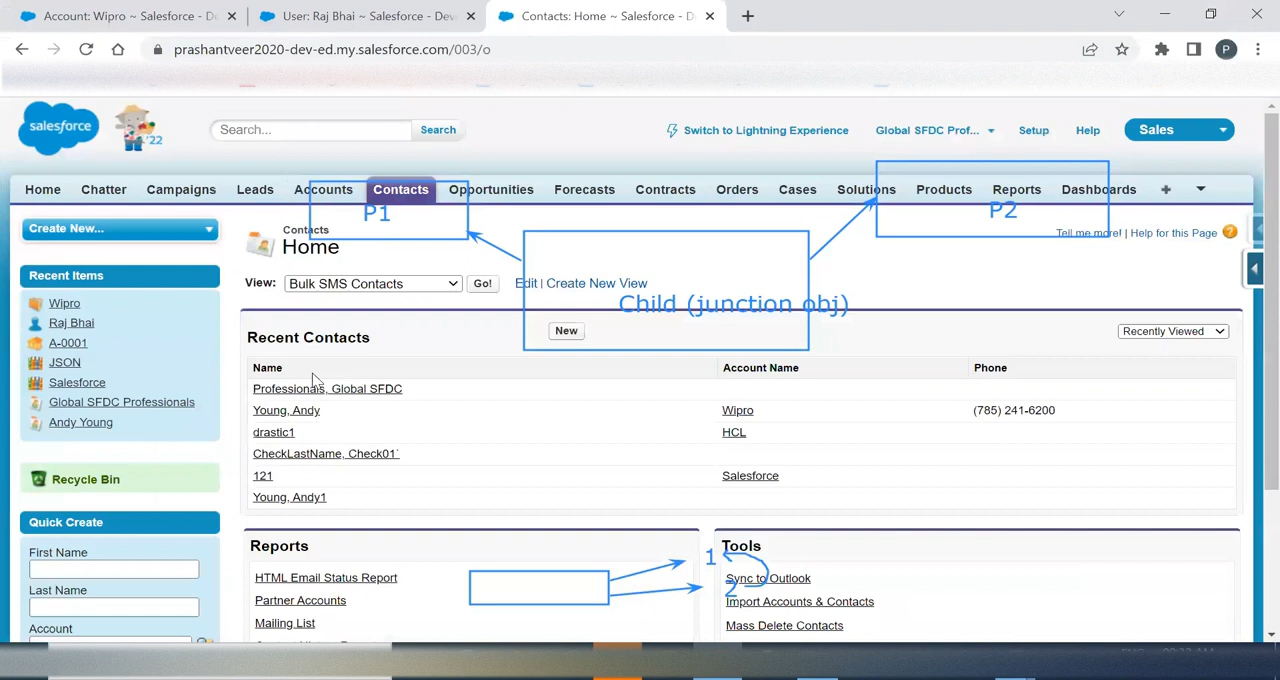 Account: Wipro ~ Salesforce - De
User: Raj Bhai ~ Salesforce - Deve
Contacts: Home ~ Salesforce - D
prashantveer2020-dev-ed.my.salesforce.com/003/o
P
salesforce
'22
Search...
Search
Switch to Lightning Experience
Global SFDC Prof...
Setup
Help
Sales
Home Chatter Campaigns Leads Accounts Contacts Opportunities Forecasts Contracts Orders Cases Solutions Products Reports Dashboards
P1
P2
Create New...
Contacts
Home
Tell me more! | Help for this Page
View: Bulk SMS Contacts Go! Edit | Create New View
Child (junction obj)
Recent Items
Wipro
Raj Bhai
A-0001
JSON
Salesforce
Global SFDC Professionals
Andy Young
Recent Contacts New Recently Viewed
Name Account Name Phone
Professionals, Global SFDC
Young, Andy Wipro (785) 241-6200
drastic1 HCL
CheckLastName, Check01`
121 Salesforce
Young, Andy1
Recycle Bin
Quick Create
First Name
Last Name
Account
Reports
HTML Email Status Report
Partner Accounts
Mailing List
1
2
Tools
Sync to Outlook
Import Accounts & Contacts
Mass Delete Contacts